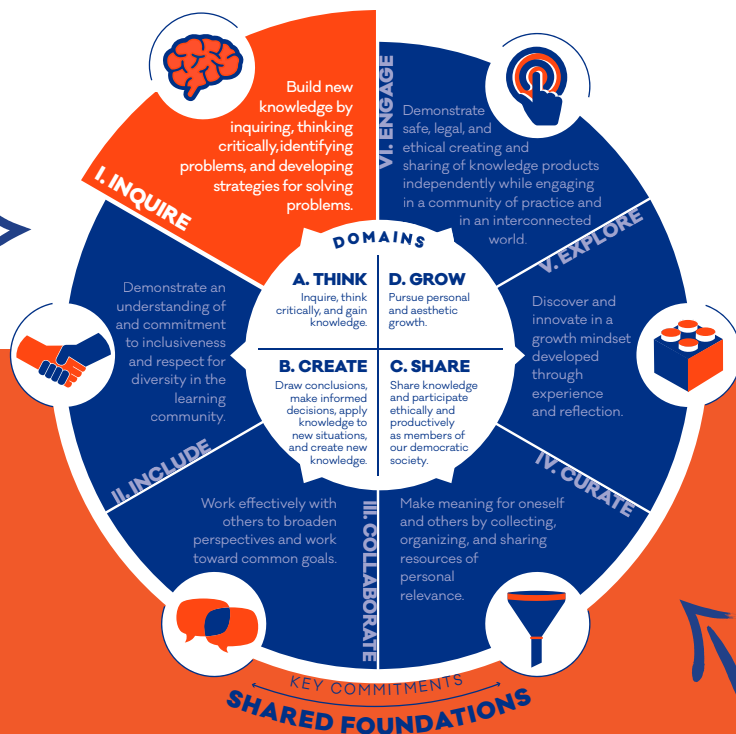 I. INQUIRE
Build new
knowledge by
inquiring, thinking
critically,identifying
problems, and developing
strategies for solving
problems.
VI. ENGAGE
Demonstrate
safe, legal, and
ethical creating and
sharing of knowledge products
independently while engaging
in a community of practice and
in an interconnected
world.
V. EXPLORE
Discover and
innovate in a
growth mindset
developed
through
experience
and reflection.
IV. CURATE
Make meaning for oneself
and others by collecting,
organizing, and sharing
resources of
personal
relevance.
III. COLLABORATE
Work effectively with
others to broaden
perspectives and work
toward common goals.
II. INCLUDE
Demonstrate an
understanding of
and commitment
to inclusiveness
and respect for
diversity in the
learning
community.
DOMAINS
A. THINK
Inquire, think
critically, and gain
knowledge.
D. GROW
Pursue personal
and aesthetic
growth.
B. CREATE
Draw conclusions,
make informed
decisions, apply
knowledge to
new situations,
and create new
knowledge.
C. SHARE
Share knowledge
and participate
ethically and
productively
as members of
our democratic
society.
KEY COMMITMENTS
SHARED FOUNDATIONS